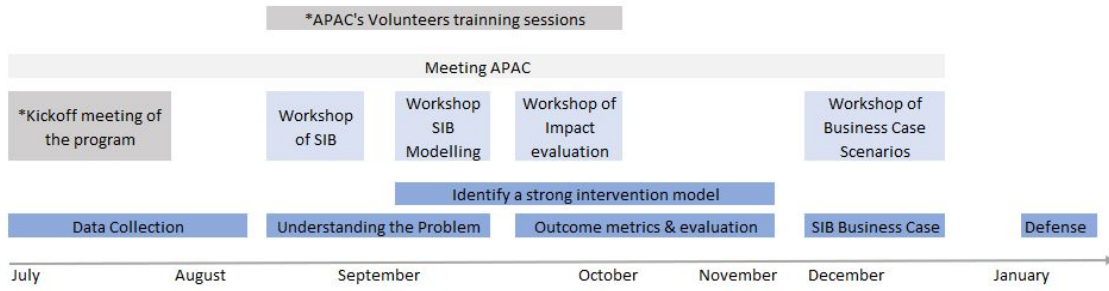 *APAC's Volunteers trainning sessions
Meeting APAC
*Kickoff meeting of
the program
Workshop
of SIB
Workshop
SIB
Modelling
Workshop of
Impact
evaluation
Workshop of
Business Case
Scenarios
Identify a strong intervention model
Data Collection
Understanding the Problem
Outcome metrics & evaluation
SIB Business Case
Defense
July
August
September
October
November
December
January